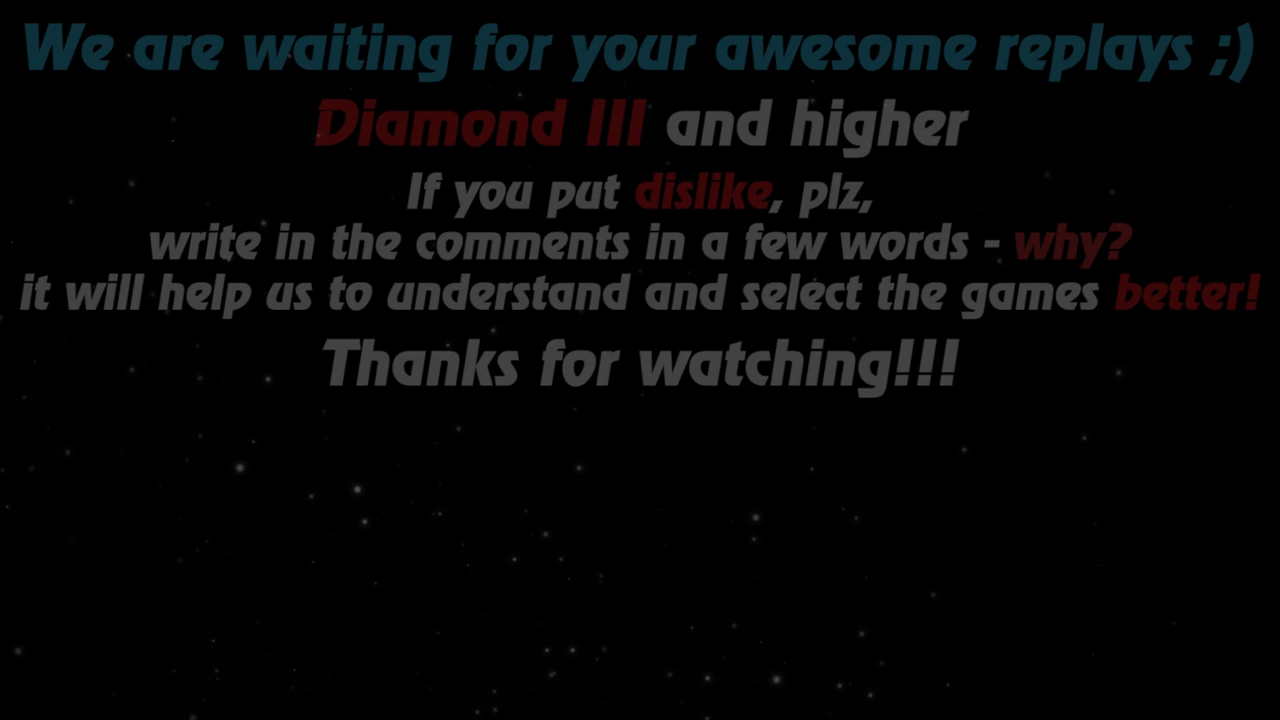 We are waiting for your awesome replays ;)
Diamond III and higher
If you put dislike, plz,
write in the comments in a few words - why?
it will help us to understand and select the games better!
Thanks for watching!!!